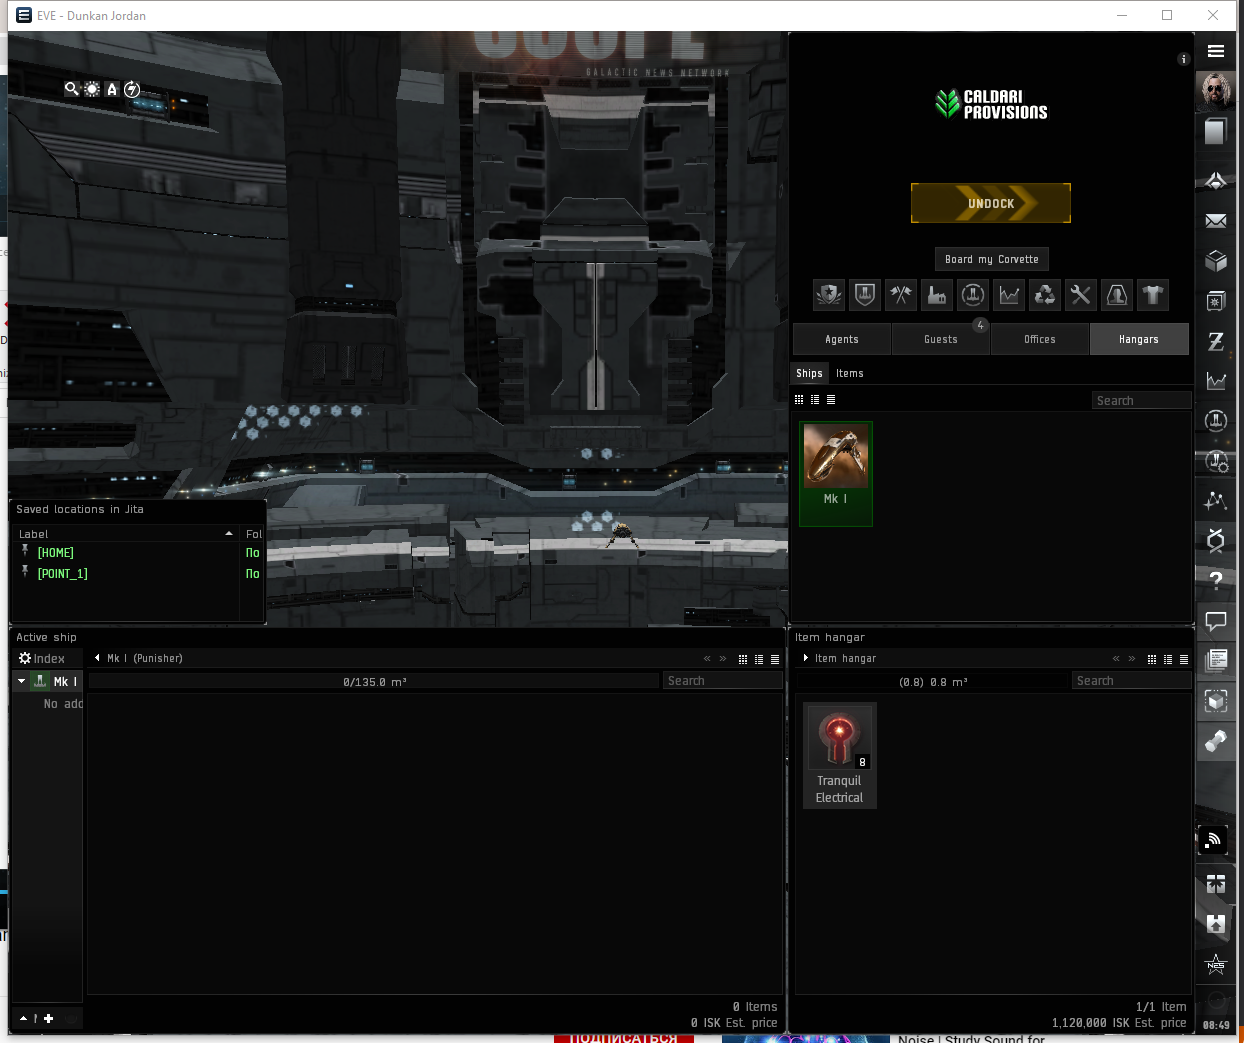 EVE - Dunkan Jordan
SCOPE
GALACTIC NEWS NETWORK
CALDARI
PROVISIONS
UNDOCK
Board my Corvette
4
Agents
Guests
Offices
Hangars
Ships
Items
Search
Mk I
Saved locations in Jita
Label
Fol
[HOME]
По
[POINT_1]
По
Active ship
Index
Mk I (Punisher)
Mk I
No add
0/135.0 m³
Search
0 Items
0 ISK Est. price
Item hangar
Item hangar
(0.8) 0.8 m³
Search
8
Tranquil
Electrical
1/1 Item
1,120,000 ISK Est. price
NES
08:49
ПОДПИСАТЬСЯ
Noise | Study Sound for